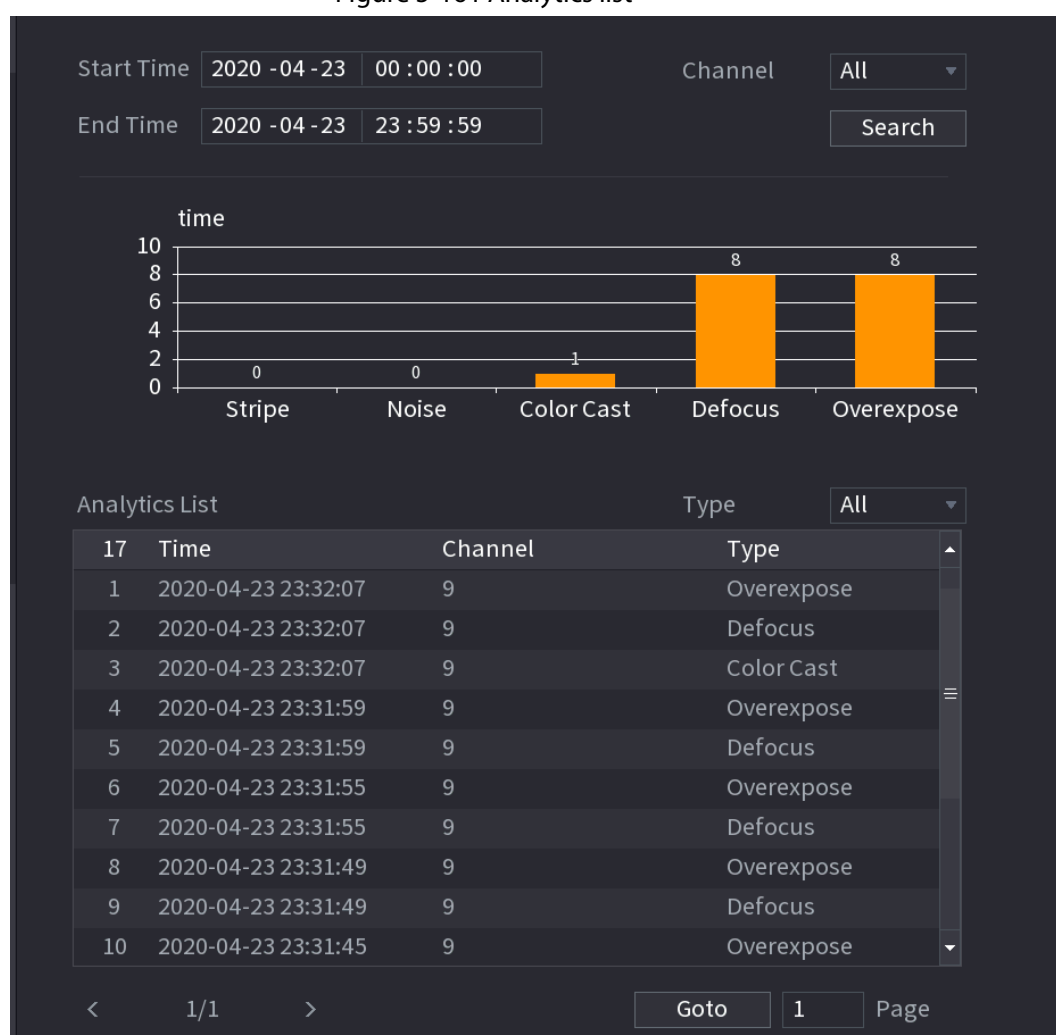 Start Time 2020 -04 -23 00 : 00 : 00 Channel All
End Time 2020 -04 -23 23 : 59 : 59 Search
time
10
8
6
4
2
0
0 0 1 8 8
Stripe Noise Color Cast Defocus Overexpose
Analytics List Type All
17 Time Channel Type
1 2020-04-23 23:32:07 9 Overexpose
2 2020-04-23 23:32:07 9 Defocus
3 2020-04-23 23:32:07 9 Color Cast
4 2020-04-23 23:31:59 9 Overexpose
5 2020-04-23 23:31:59 9 Defocus
6 2020-04-23 23:31:55 9 Overexpose
7 2020-04-23 23:31:55 9 Defocus
8 2020-04-23 23:31:49 9 Overexpose
9 2020-04-23 23:31:49 9 Defocus
10 2020-04-23 23:31:45 9 Overexpose
< 1/1 > Goto 1 Page